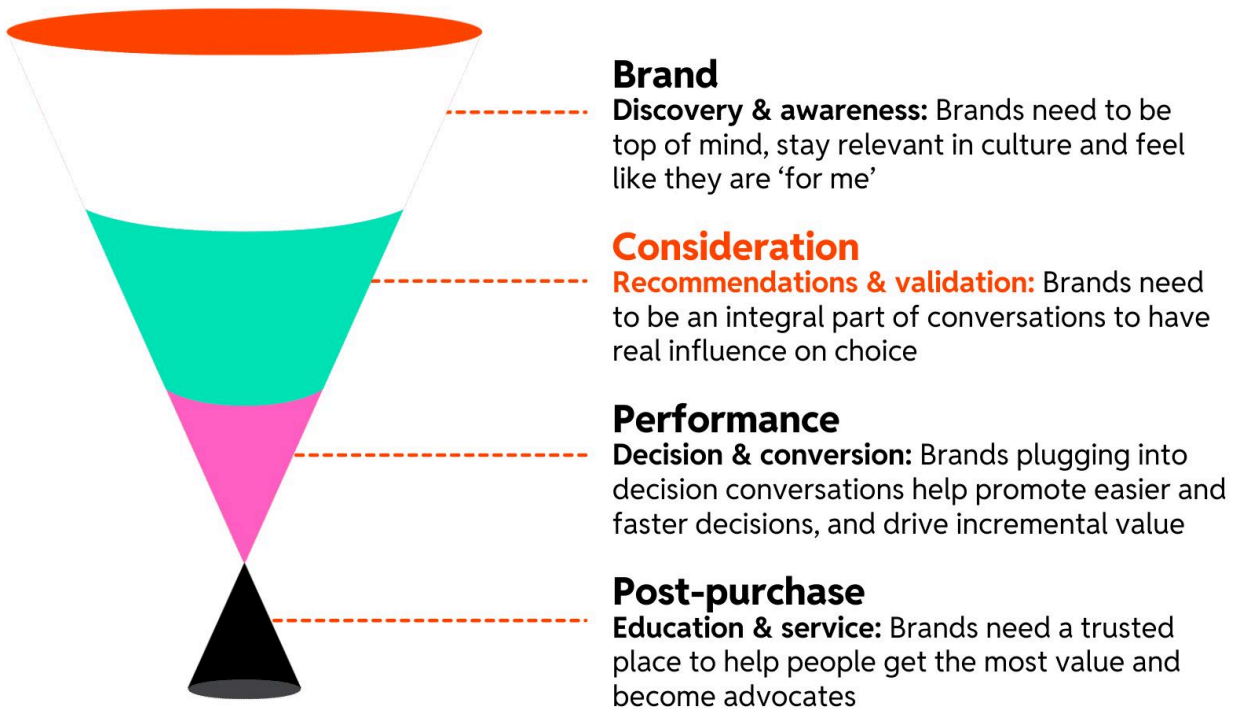 Brand
Discovery & awareness: Brands need to be
top of mind, stay relevant in culture and feel
like they are ‘for me’
Consideration
Recommendations & validation: Brands need
to be an integral part of conversations to have
real influence on choice
Performance
Decision & conversion: Brands plugging into
decision conversations help promote easier and
faster decisions, and drive incremental value
Post-purchase
Education & service: Brands need a trusted
place to help people get the most value and
become advocates